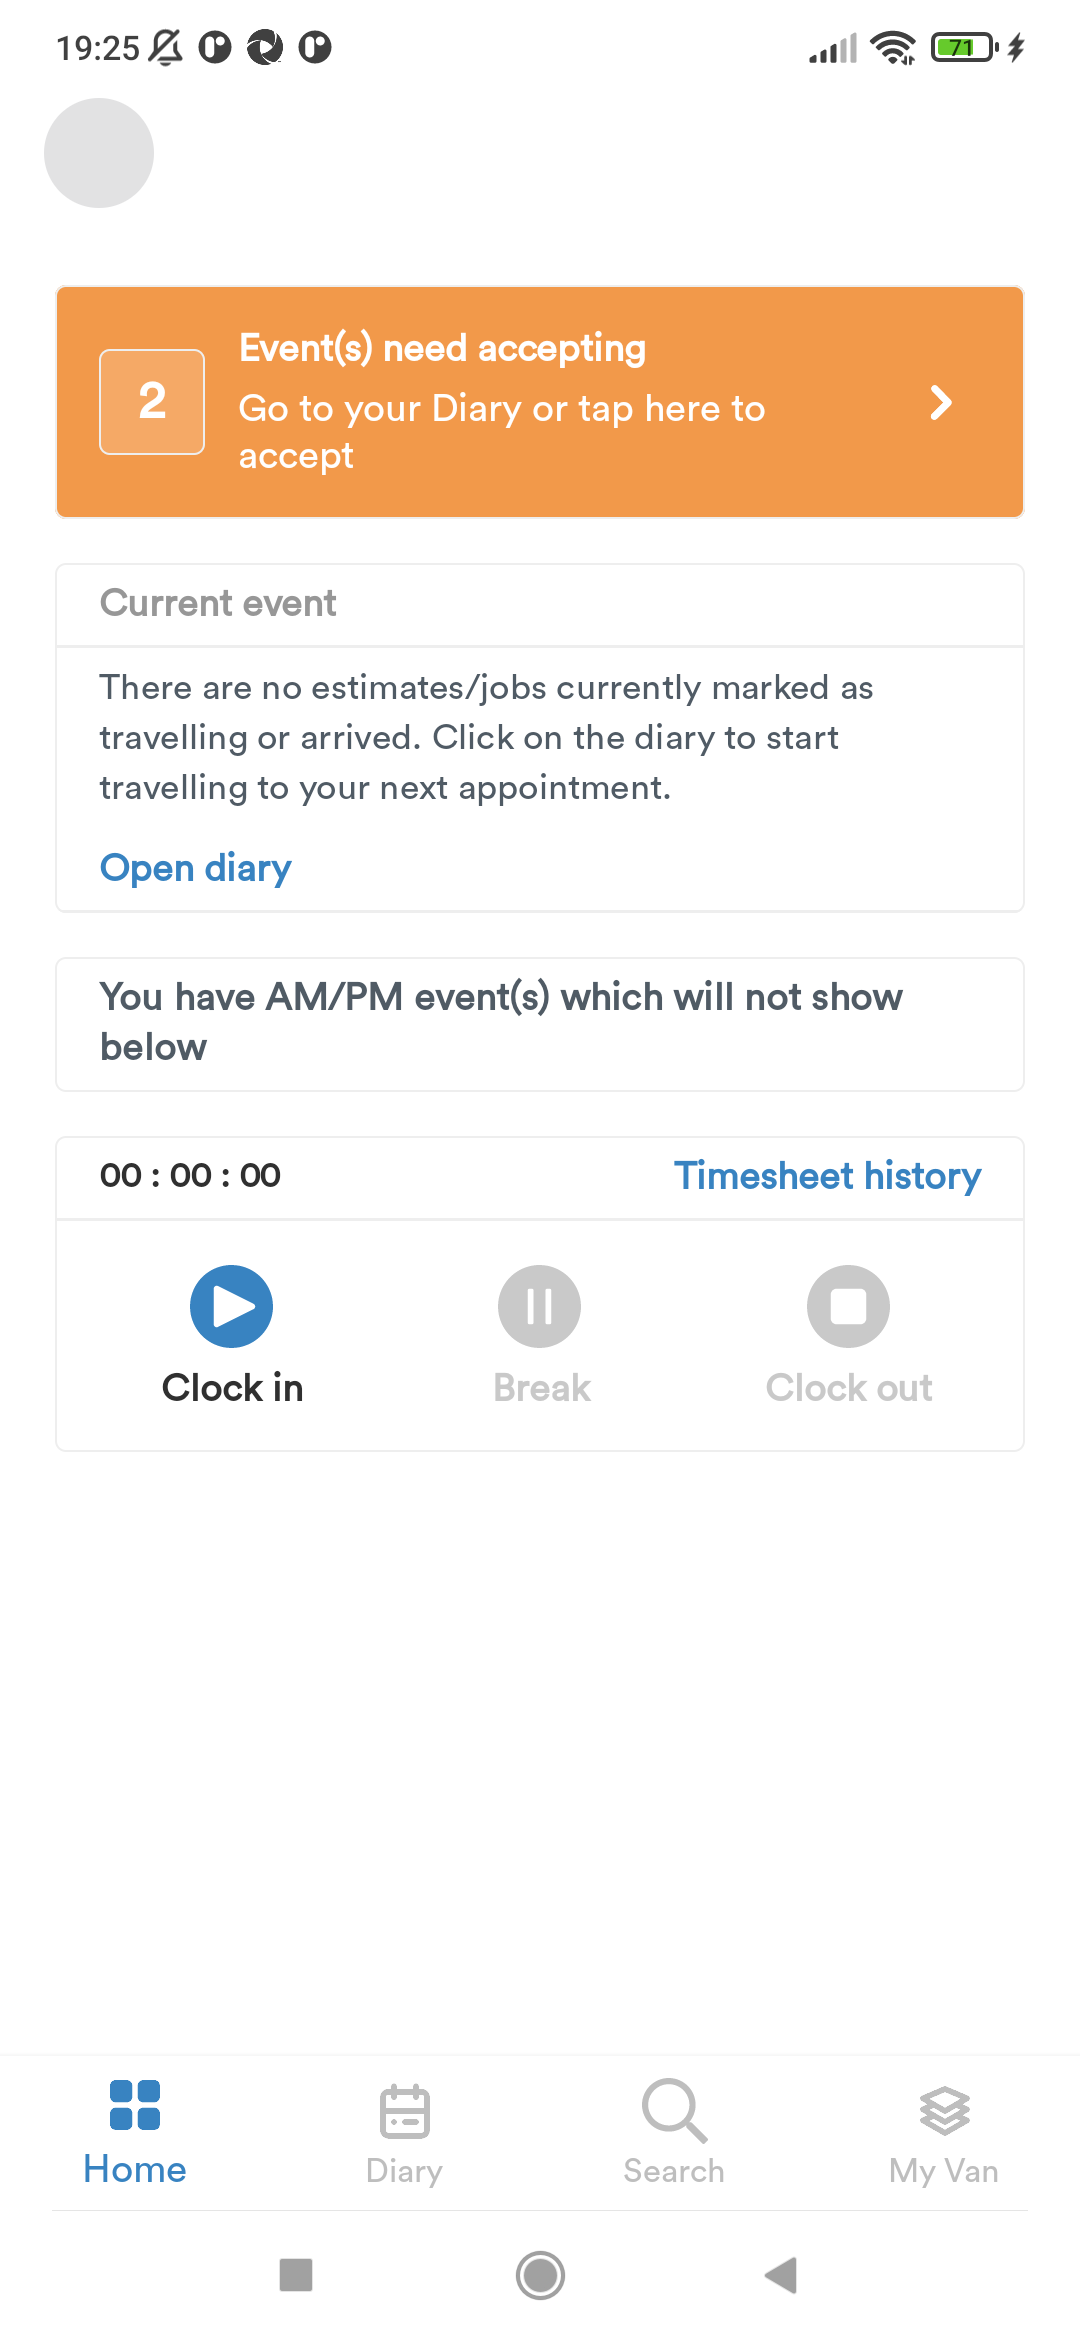 19:25
71
2
Event(s) need accepting
Go to your Diary or tap here to
accept
Current event
There are no estimates/jobs currently marked as
travelling or arrived. Click on the diary to start
travelling to your next appointment.
Open diary
You have AM/PM event(s) which will not show
below
00 : 00 : 00
Timesheet history
Clock in
Break
Clock out
Home
Diary
Search
My Van